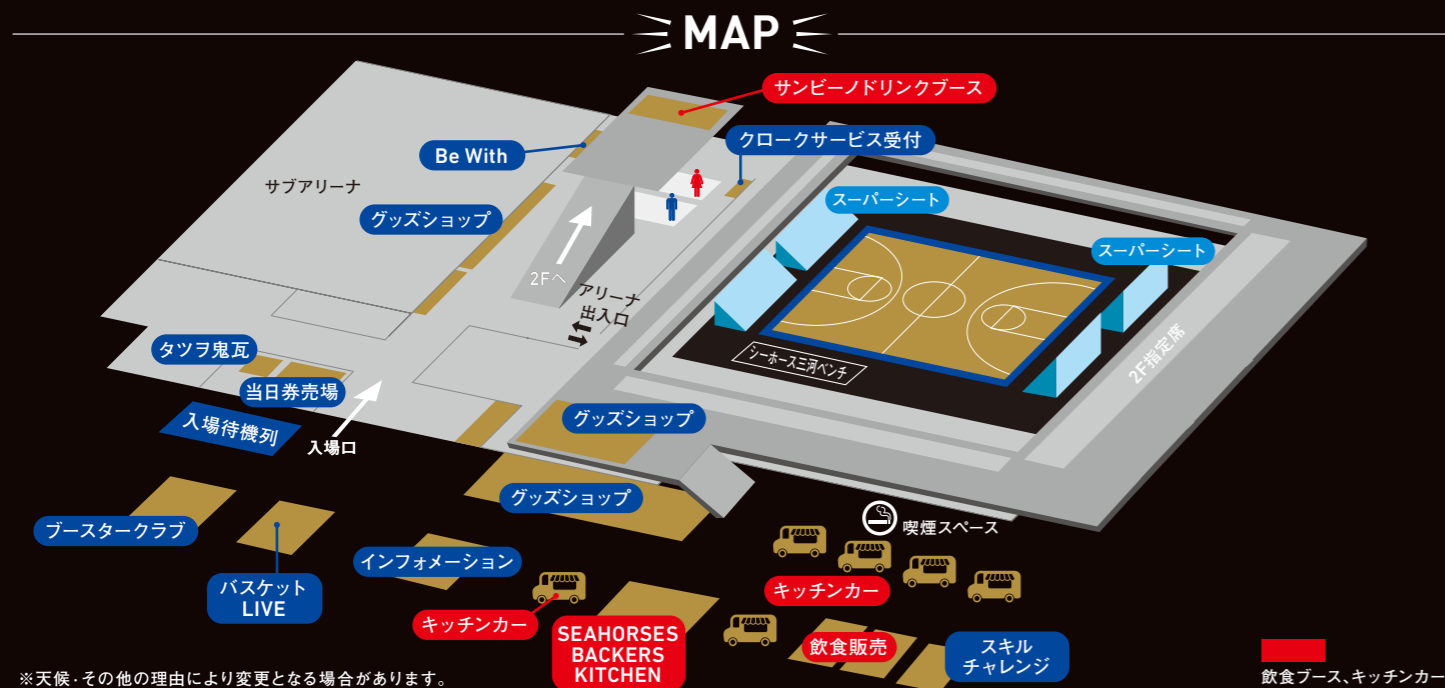 MAP
サンビーノドリンクブース
クロークサービス受付
Be With
サブアリーナ
グッズショップ
スーパーシート
スーパーシート
2Fへ
アリーナ
出入口
シーホース三河ベンチ
2F指定席
タツヲ鬼瓦
当日券売場
入場待機列
入場口
グッズショップ
グッズショップ
ブースタークラブ
バスケット
LIVE
インフォメーション
キッチンカー
SEAHORSES
BACKERS
KITCHEN
喫煙スペース
キッチンカー
飲食販売
スキル
チャレンジ
※天候・その他の理由により変更となる場合があります。
飲食ブース、キッチンカー